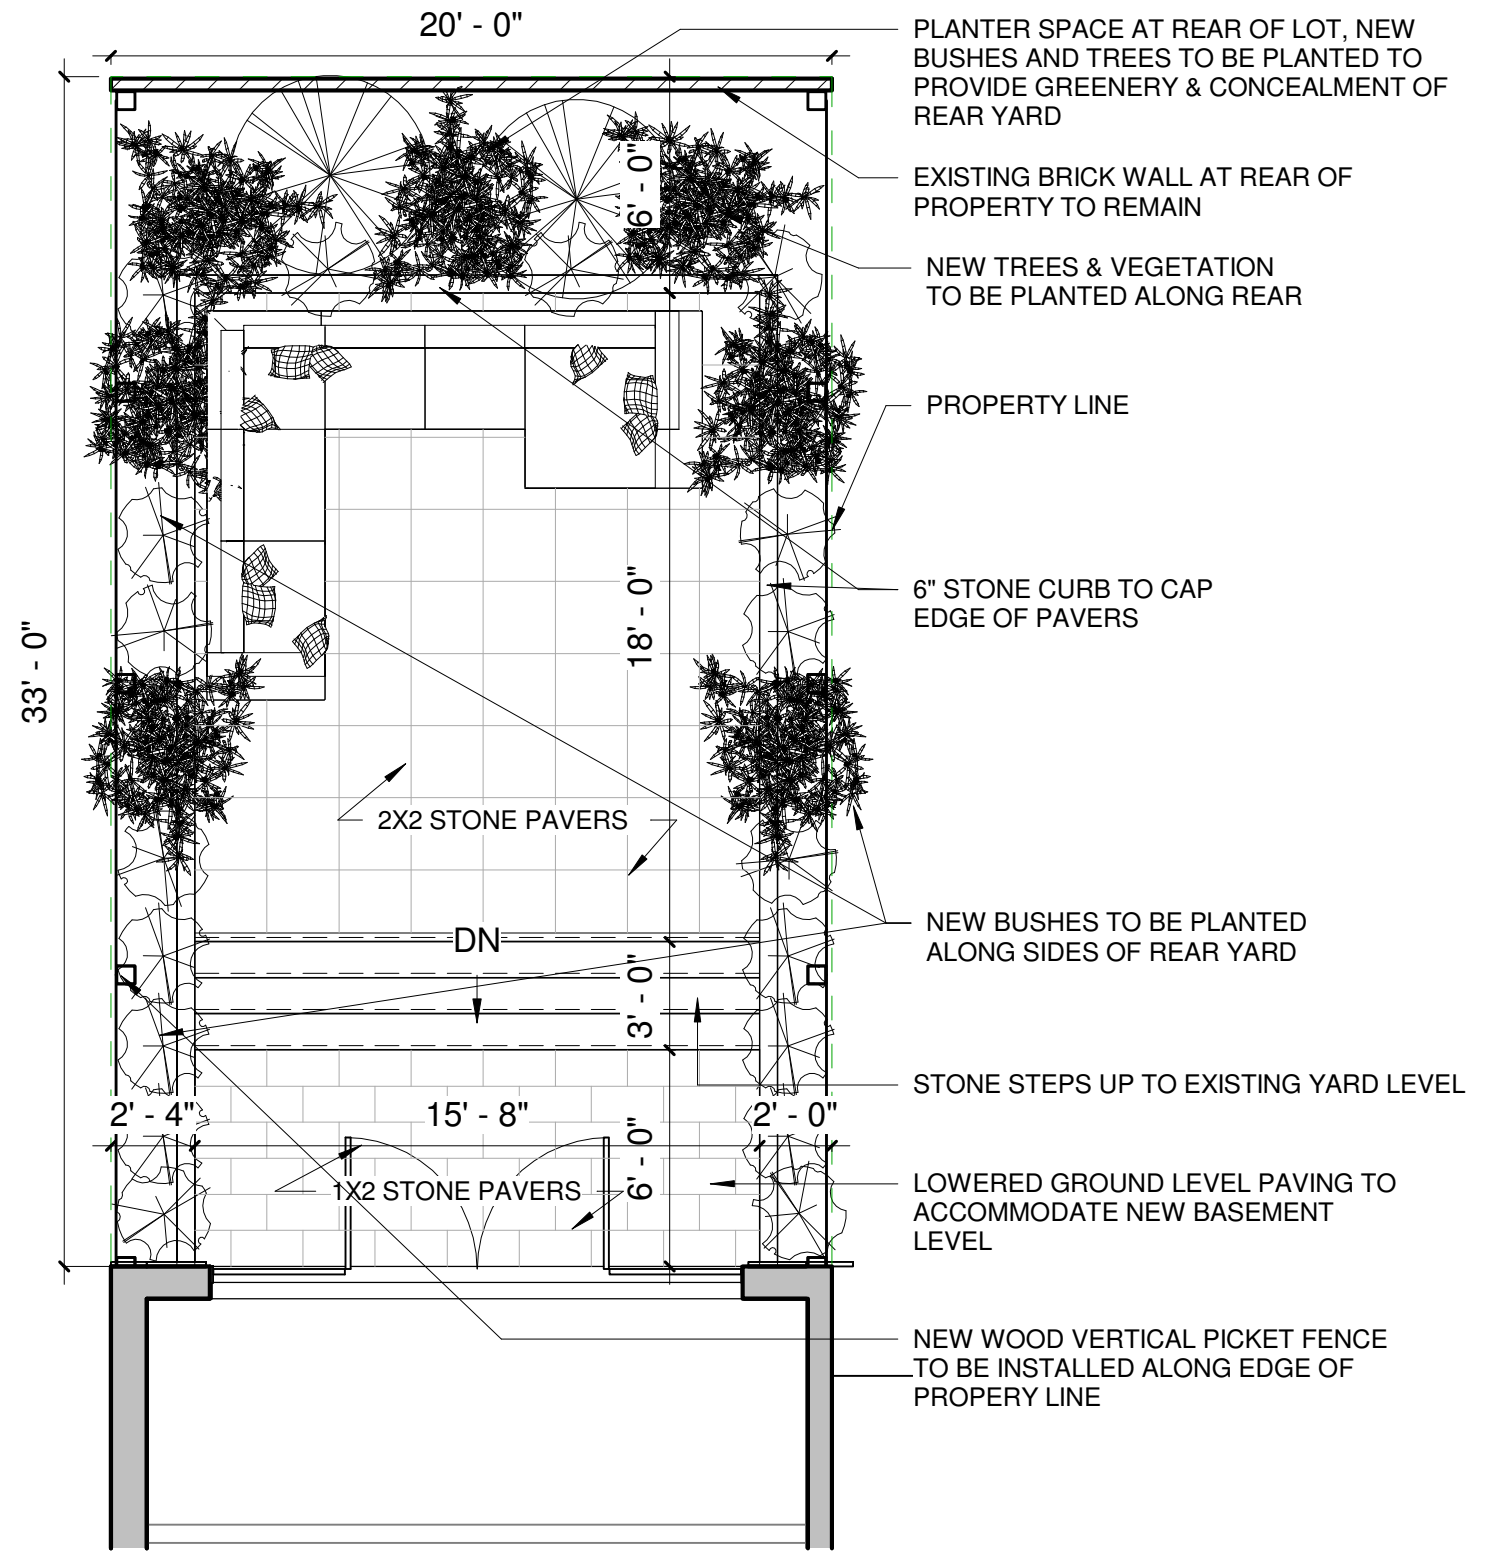 20' - 0"
PLANTER SPACE AT REAR OF LOT, NEW
BUSHES AND TREES TO BE PLANTED TO
PROVIDE GREENERY & CONCEALMENT OF
REAR YARD
6' - 0"
EXISTING BRICK WALL AT REAR OF
PROPERTY TO REMAIN
NEW TREES & VEGETATION
TO BE PLANTED ALONG REAR
PROPERTY LINE
33' - 0"
18' - 0"
6" STONE CURB TO CAP
EDGE OF PAVERS
2X2 STONE PAVERS
DN
NEW BUSHES TO BE PLANTED
ALONG SIDES OF REAR YARD
3' - 0"
STONE STEPS UP TO EXISTING YARD LEVEL
2' - 4"
15' - 8"
2' - 0"
6' - 0"
1X2 STONE PAVERS
LOWERED GROUND LEVEL PAVING TO
ACCOMMODATE NEW BASEMENT
LEVEL
NEW WOOD VERTICAL PICKET FENCE
TO BE INSTALLED ALONG EDGE OF
PROPERY LINE